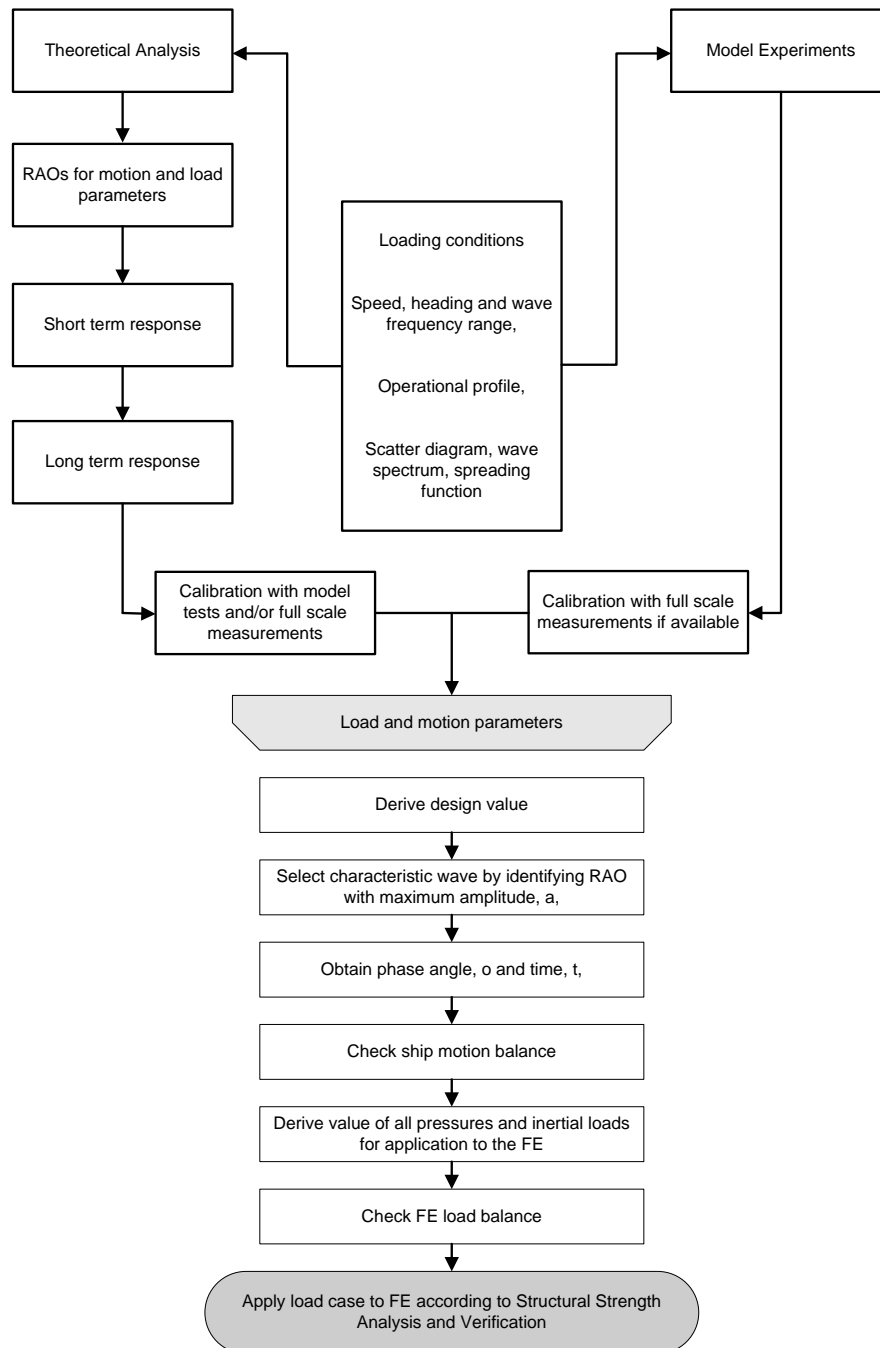 Theoretical Analysis
Model Experiments
RAOs for motion and load
parameters
Short term response
Long term response
Loading conditions
Speed, heading and wave
frequency range,
Operational profile,
Scatter diagram, wave
spectrum, spreading
function
Calibration with model
tests and/or full scale
measurements
Calibration with full scale
measurements if available
Load and motion parameters
Derive design value
Select characteristic wave by identifying RAO
with maximum amplitude, a,
Obtain phase angle, o and time, t,
Check ship motion balance
Derive value of all pressures and inertial loads
for application to the FE
Check FE load balance
Apply load case to FE according to Structural Strength
Analysis and Verification